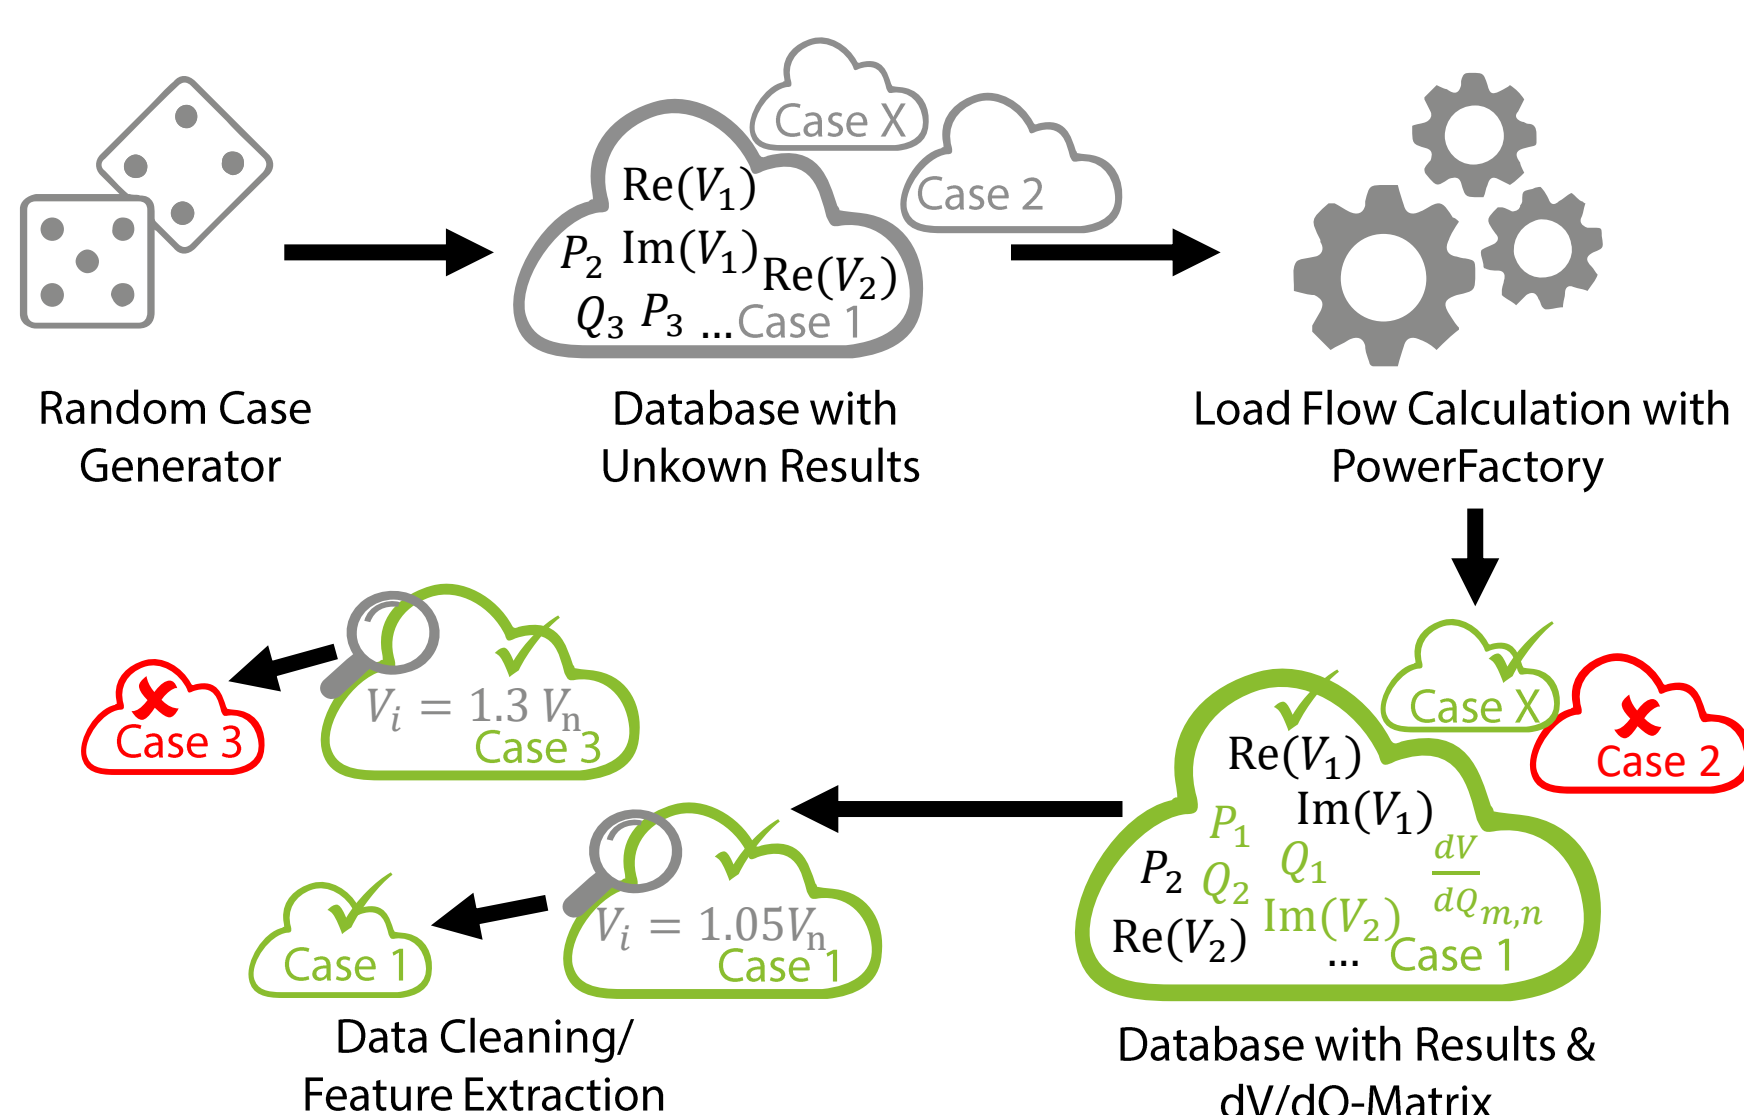 Case X
Case 2
Re(V₁)
P₂ Im(V₁) Re(V₂)
Q₃ P₃ ...Case 1
Random Case
Generator
Database with
Unkown Results
Load Flow Calculation with
PowerFactory
Case X
Case 2
Re(V₁)
Im(V₁)
P₁
P₂ Q₂ Q₁ dV/dQ m,n
Re(V₂) Im(V₂)
... Case 1
Database with Results &
dV/dQ-Matrix
Vᵢ = 1.3 Vₙ
Case 3
Case 3
Vᵢ = 1.05Vₙ
Case 1
Case 1
Data Cleaning/
Feature Extraction